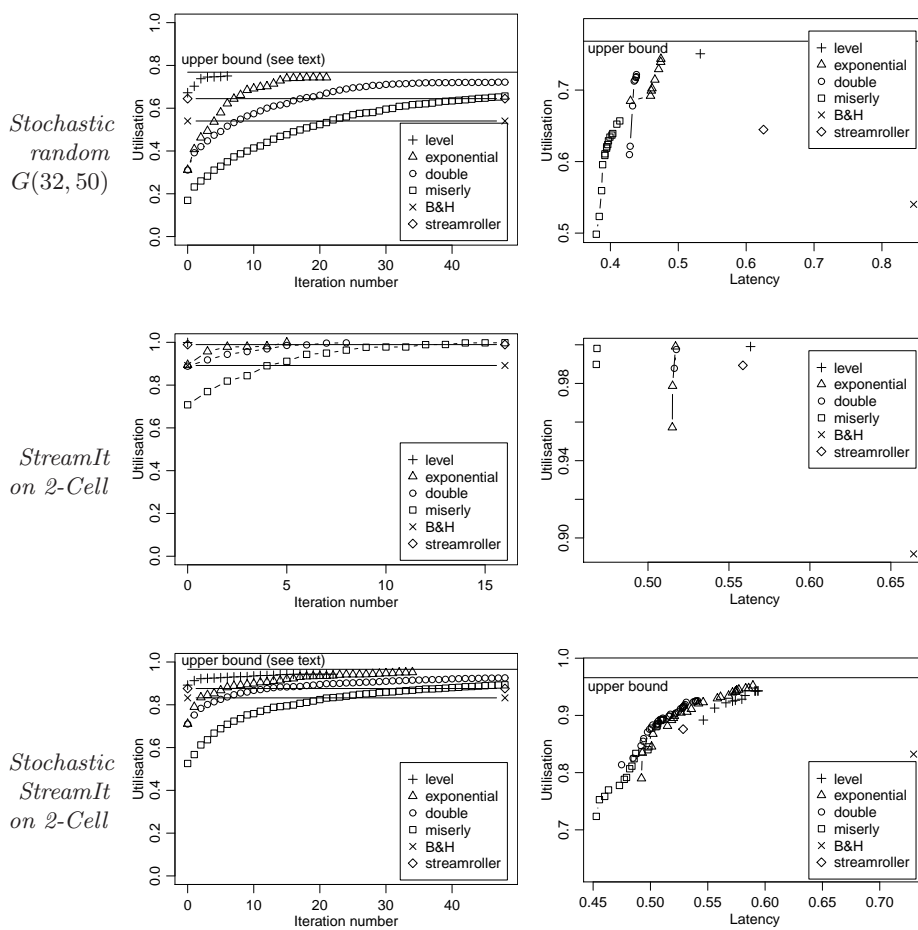 Stochastic
random
G(32, 50)
Utilisation
0.0 0.2 0.4 0.6 0.8 1.0
upper bound (see text)
level
exponential
double
miserly
B&H
streamroller
0 10 20 30 40
Iteration number
Utilisation
0.5 0.6 0.7
upper bound
level
exponential
double
miserly
B&H
streamroller
0.4 0.5 0.6 0.7 0.8
Latency
StreamIt
on 2-Cell
Utilisation
0.0 0.2 0.4 0.6 0.8 1.0
level
exponential
double
miserly
B&H
streamroller
0 5 10 15
Iteration number
Utilisation
0.90 0.94 0.98
level
exponential
double
miserly
B&H
streamroller
0.50 0.55 0.60 0.65
Latency
Stochastic
StreamIt
on 2-Cell
Utilisation
0.0 0.2 0.4 0.6 0.8 1.0
upper bound (see text)
level
exponential
double
miserly
B&H
streamroller
0 10 20 30 40
Iteration number
Utilisation
0.7 0.8 0.9 1.0
upper bound
level
exponential
double
miserly
B&H
streamroller
0.45 0.50 0.55 0.60 0.65 0.70
Latency